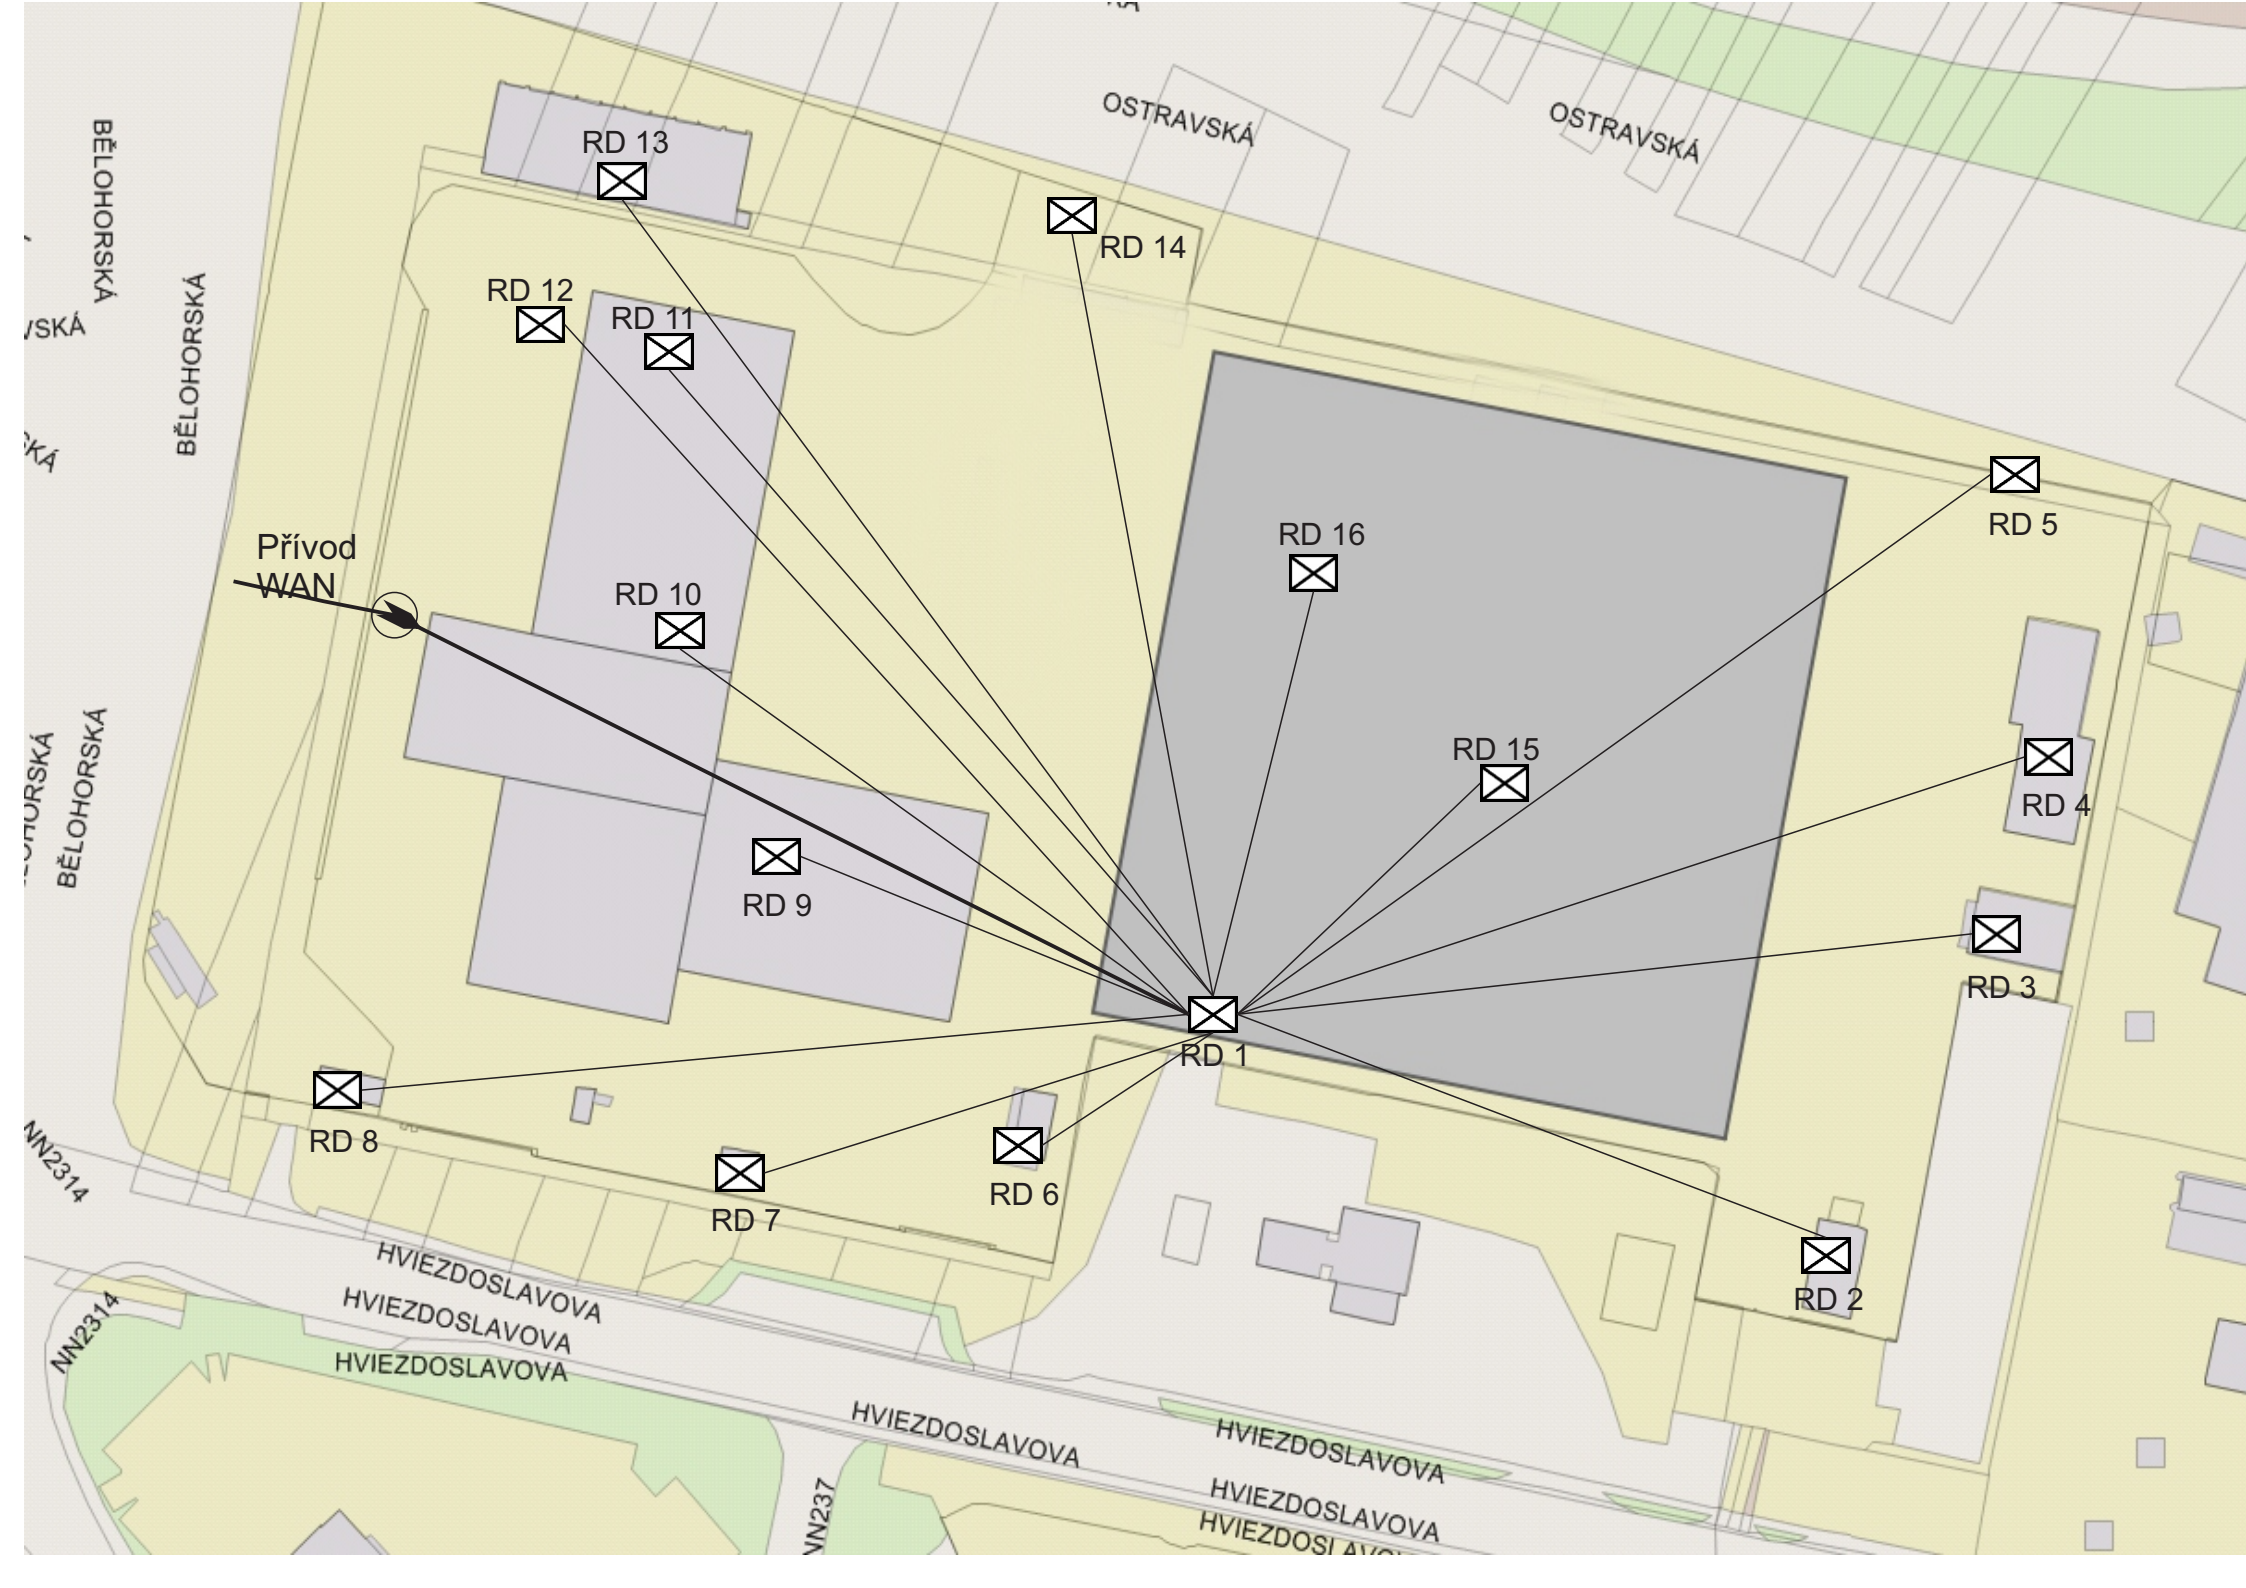 OSTRAVSKÁ
OSTRAVSKÁ
BĚLOHORSKÁ
BĚLOHORSKÁ
RD 13
RD 14
RD 12
RD 11
RD 5
RD 16
Přívod
WAN
RD 10
RD 15
BĚLOHORSKÁ
RD 4
RD 9
RD 3
RD 1
RD 8
RD 6
RD 7
RD 2
NN2314
HVIEZDOSLAVOVA
HVIEZDOSLAVOVA
HVIEZDOSLAVOVA
NN2314
HVIEZDOSLAVOVA
HVIEZDOSLAVOVA
HVIEZDOSLAVOVA
NN237